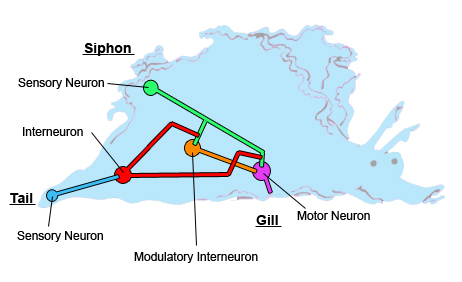 Siphon
Sensory Neuron
Interneuron
Tail
Sensory Neuron
Gill
Motor Neuron
Modulatory Interneuron